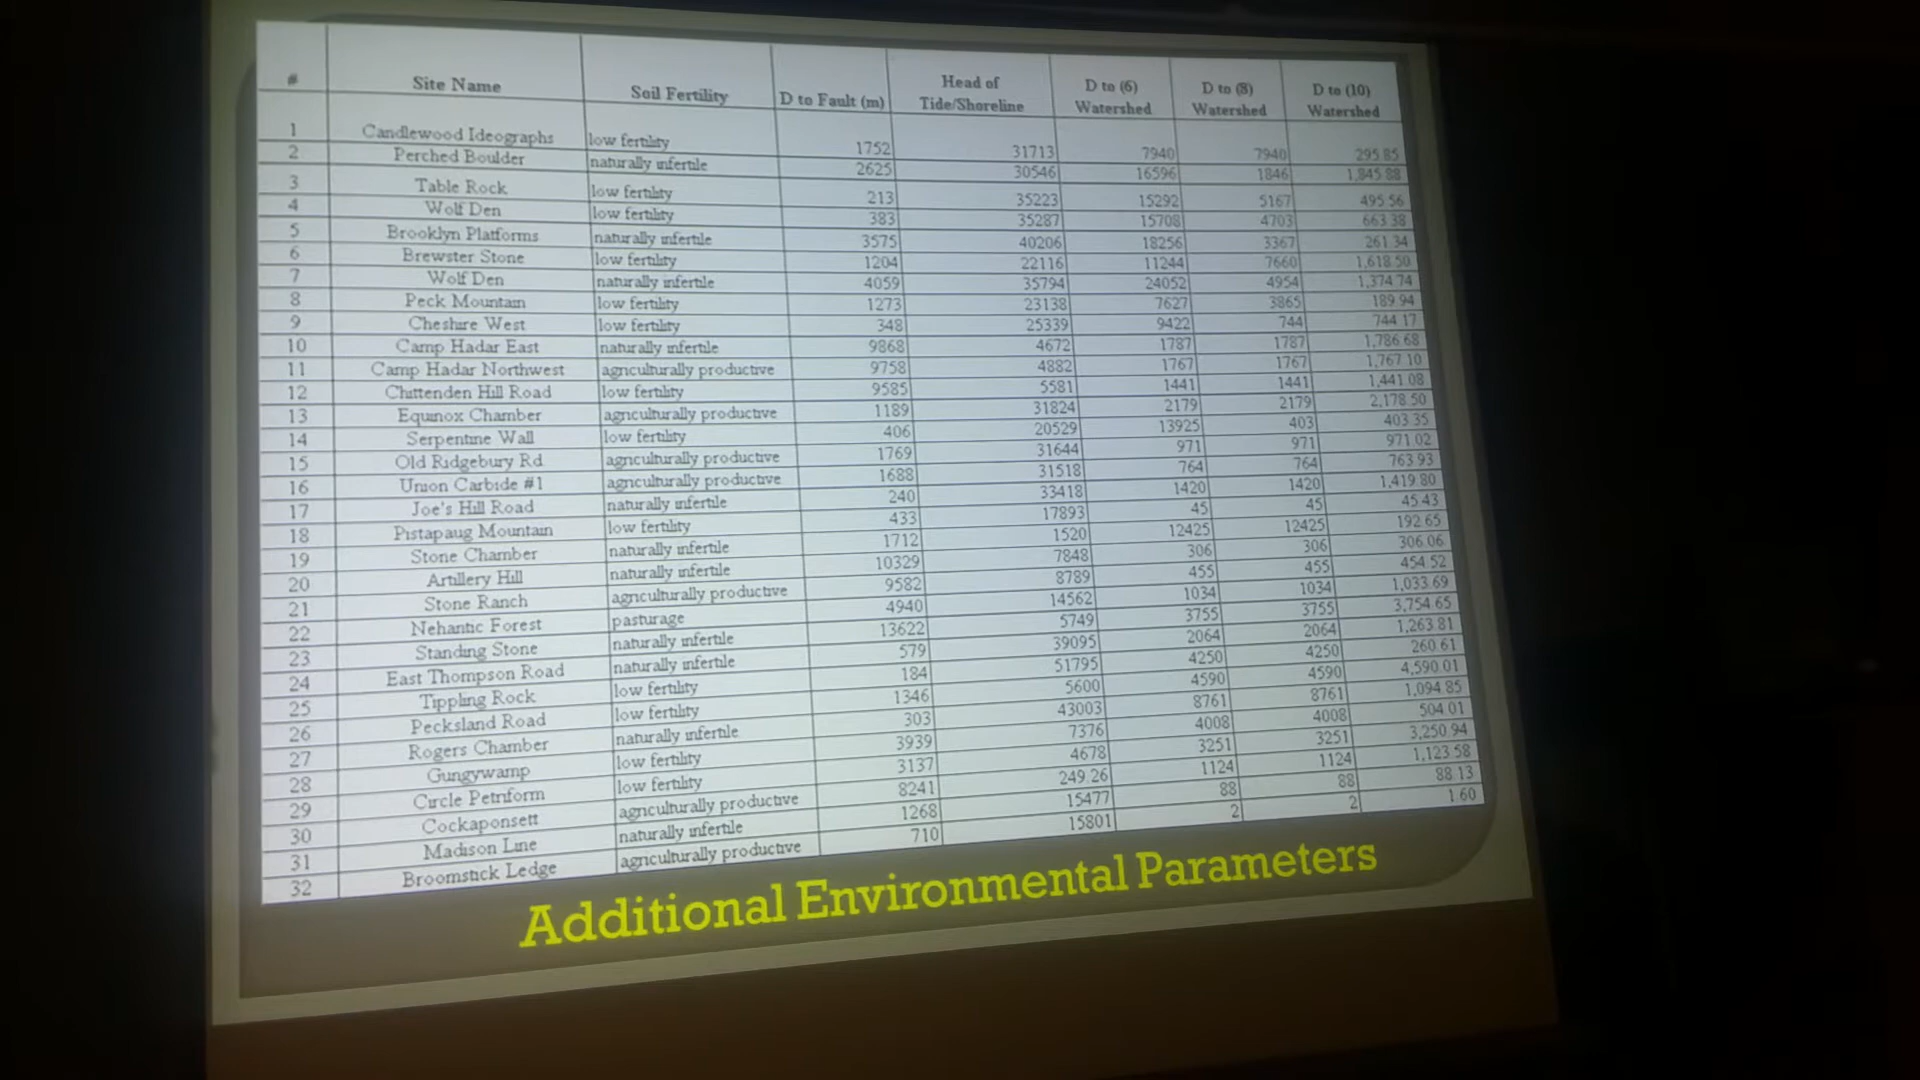 # Site Name Soil Fertility D to Fault (m) Head of Tide/Shoreline D to (6) Watershed D to (8) Watershed D to (10) Watershed
1 Candlewood Ideographs low fertility 1752 31713 7940 7940 295.85
2 Perched Boulder naturally infertile 2625 30546 16596 1846 1,845.88
3 Table Rock low fertility 213 35223 15292 5167 495.56
4 Wolf Den low fertility 383 35287 15708 4703 663.38
5 Brooklyn Platforms naturally infertile 3575 40206 18256 3367 261.34
6 Brewster Stone low fertility 1204 22116 11244 7660 1,618.50
7 Wolf Den naturally infertile 4059 35794 24052 4954 1,374.74
8 Peck Mountain low fertility 1273 23138 7627 3865 189.94
9 Cheshire West low fertility 348 25339 9422 744 744.17
10 Camp Hadar East naturally infertile 9868 4672 1787 1787 1,786.68
11 Camp Hadar Northwest agriculturally productive 9758 4882 1767 1767 1,767.10
12 Chittenden Hill Road low fertility 9585 5581 1441 1441 1,441.08
13 Equinox Chamber agriculturally productive 1189 31824 2179 2179 2,178.50
14 Serpentine Wall low fertility 406 20529 13925 403 403.35
15 Old Ridgebury Rd agriculturally productive 1769 31644 971 971 971.02
16 Union Carbide #1 agriculturally productive 1688 31518 764 764 763.93
17 Joe's Hill Road naturally infertile 240 33418 1420 1420 1,419.80
18 Pistapaug Mountain low fertility 433 17893 45 45 45.43
19 Stone Chamber naturally infertile 1712 1520 12425 12425 192.65
20 Artillery Hill naturally infertile 10329 7848 306 306 306.06
21 Stone Ranch agriculturally productive 9582 8789 455 455 454.52
22 Nehantic Forest pasturage 4940 14562 1034 1034 1,033.69
23 Standing Stone naturally infertile 13622 5749 3755 3755 3,754.65
24 East Thompson Road naturally infertile 579 39095 2064 2064 1,263.81
25 Tippling Rock low fertility 184 51795 4250 4250 260.61
26 Pecksland Road low fertility 1346 5600 4590 4590 4,590.01
27 Rogers Chamber naturally infertile 303 43003 8761 8761 1,094.85
28 Gungywamp low fertility 3939 7376 4008 4008 504.01
29 Circle Petriform low fertility 3137 4678 3251 3251 3,250.94
30 Cockaponsett agriculturally productive 8241 249.26 1124 1124 1,123.58
31 Madison Line naturally infertile 1268 15477 88 88 88.13
32 Broomstick Ledge agriculturally productive 710 15801 2 2 1.60
Additional Environmental Parameters